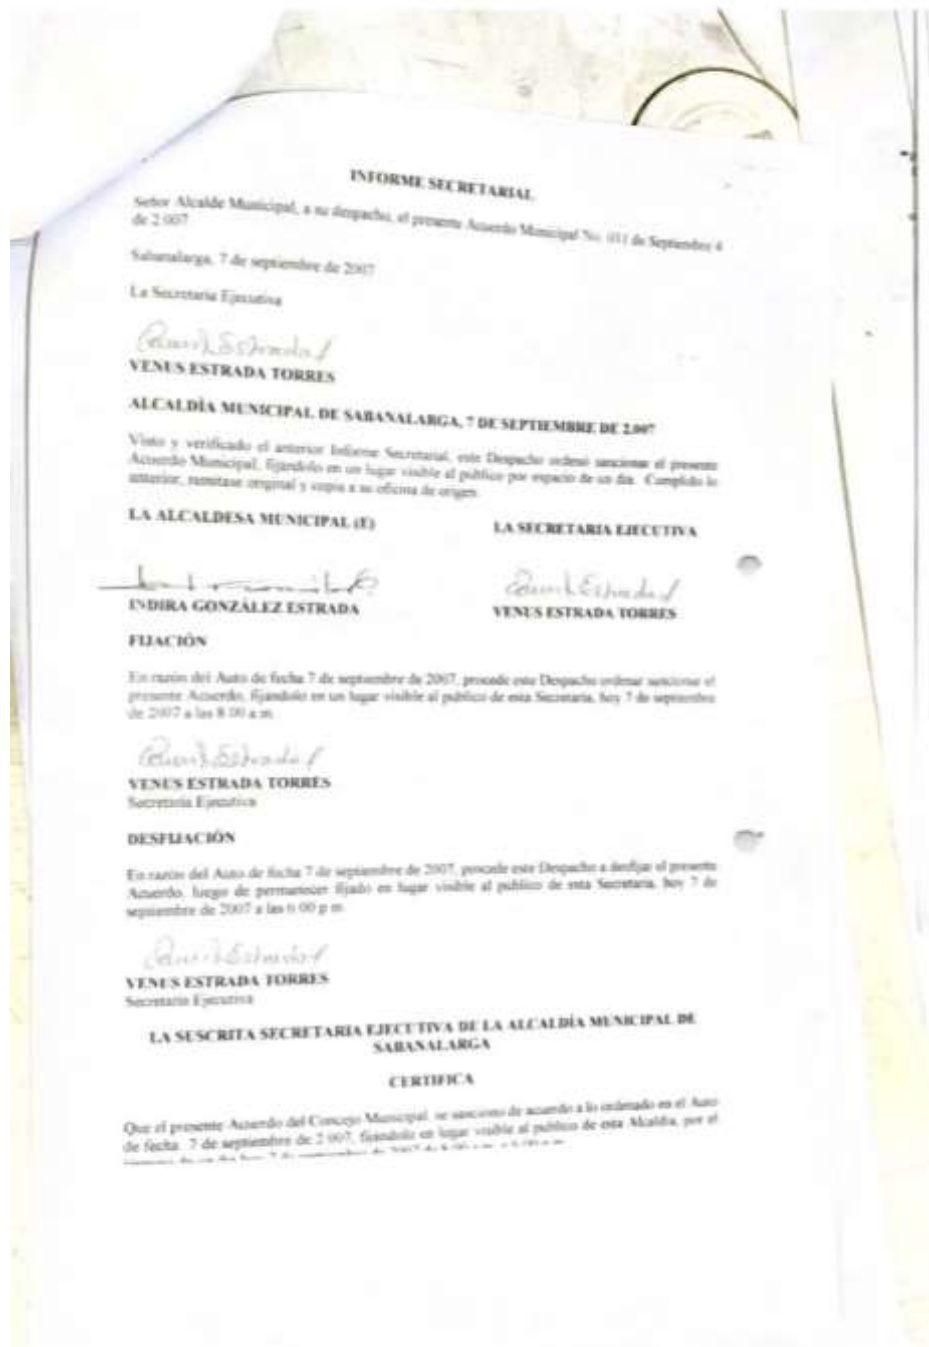 INFORME SECRETARIAL
Señor Alcalde Municipal, a su despacho, el presente Acuerdo Municipal No. 011 de Septiembre 4
de 2.007
Sabanalarga, 7 de septiembre de 2007
La Secretaria Ejecutiva
VENUS ESTRADA TORRES
ALCALDÍA MUNICIPAL DE SABANALARGA, 7 DE SEPTIEMBRE DE 2.007
Visto y verificado el anterior Informe Secretarial, este Despacho ordenó sancionar el presente
Acuerdo Municipal, fijándolo en un lugar visible al público por espacio de un día. Cumplido lo
anterior, remítase original y copia a su oficina de origen.
LA ALCALDESA MUNICIPAL (E)
LA SECRETARIA EJECUTIVA
INDIRA GONZÁLEZ ESTRADA
VENUS ESTRADA TORRES
FIJACIÓN
En razón del Auto de fecha 7 de septiembre de 2007, procede este Despacho ordenar sancionar el
presente Acuerdo, fijándolo en un lugar visible al público de esta Secretaria, hoy 7 de septiembre
de 2007 a las 8:00 a.m.
VENUS ESTRADA TORRES
Secretaria Ejecutiva
DESFIJACIÓN
En razón del Auto de fecha 7 de septiembre de 2007, procede este Despacho a desfijar el presente
Acuerdo, luego de permanecer fijado en lugar visible al público de esta Secretaria, hoy 7 de
septiembre de 2007 a las 6:00 p.m.
VENUS ESTRADA TORRES
Secretaria Ejecutiva
LA SUSCRITA SECRETARIA EJECUTIVA DE LA ALCALDÍA MUNICIPAL DE
SABANALARGA
CERTIFICA
Que el presente Acuerdo del Concejo Municipal, se sanciono de acuerdo a lo ordenado en el Auto
de fecha 7 de septiembre de 2.007, fijándolo en lugar visible al público de esta Alcaldía, por el